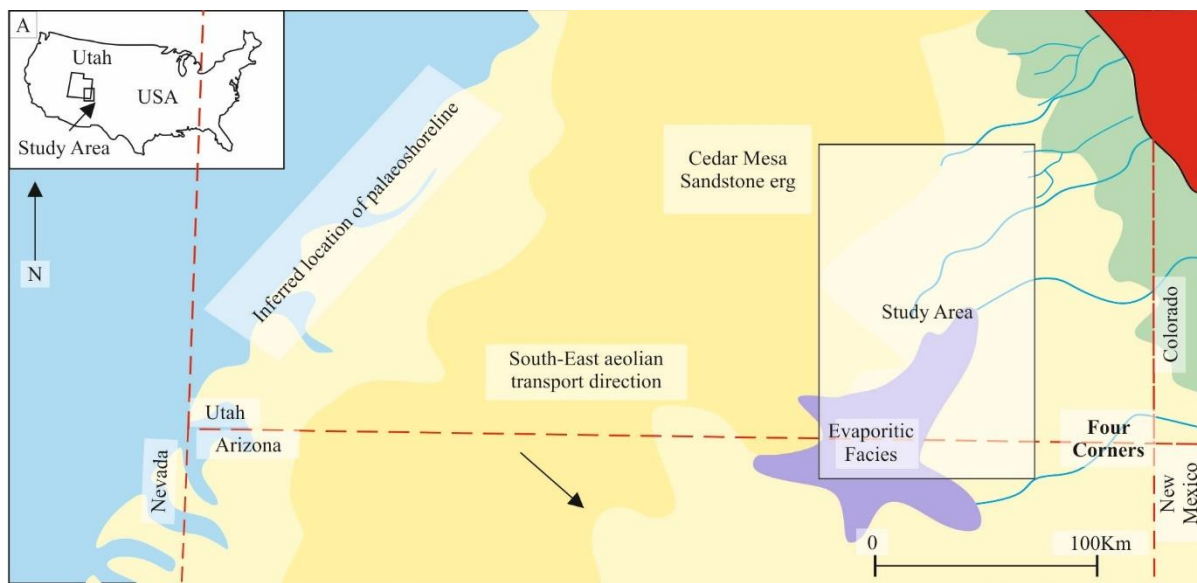 A
Utah
USA
Study Area
N
Inferred location of palaeoshoreline
Cedar Mesa
Sandstone erg
Study Area
South-East aeolian
transport direction
Colorado
Utah
Arizona
Nevada
Evaporitic
Facies
Four
Corners
New
Mexico
0
100Km